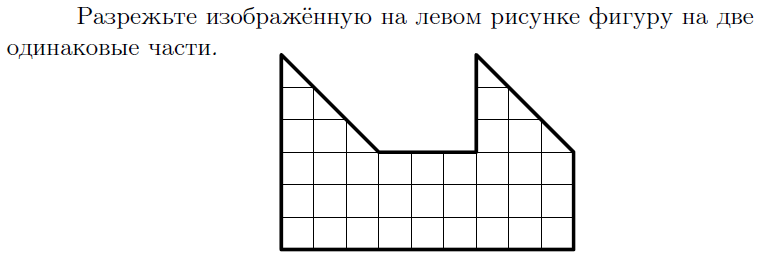 Разрежьте изображённую на левом рисунке фигуру на две
одинаковые части.